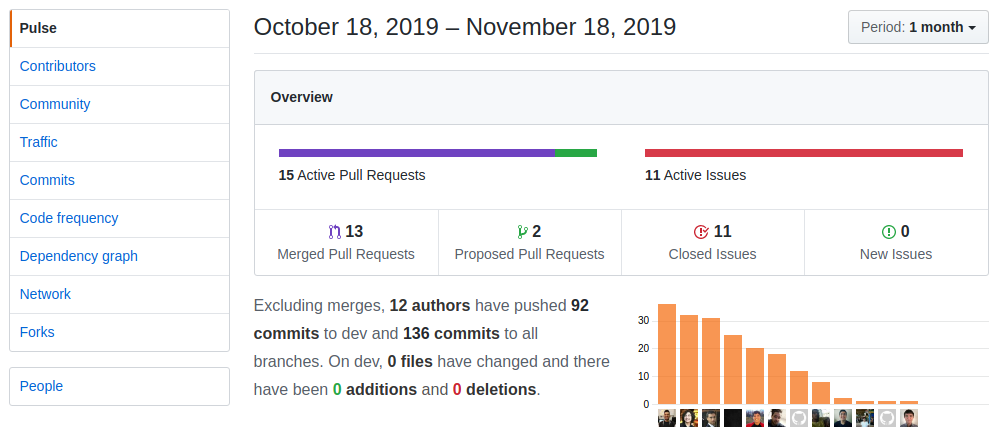 Pulse
Contributors
Community
Traffic
Commits
Code frequency
Dependency graph
Network
Forks
People
October 18, 2019 – November 18, 2019
Period: 1 month
Overview
15 Active Pull Requests
11 Active Issues
13
Merged Pull Requests
2
Proposed Pull Requests
11
Closed Issues
0
New Issues
Excluding merges, 12 authors have pushed 92
commits to dev and 136 commits to all
branches. On dev, 0 files have changed and there
have been 0 additions and 0 deletions.
30
20
10
0